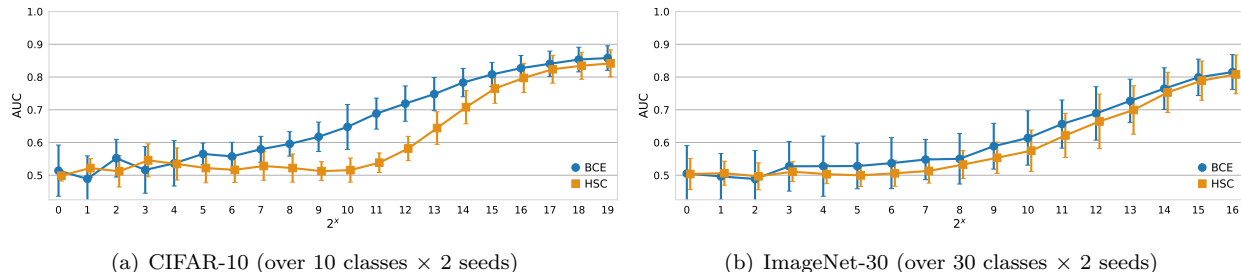 1.0
0.9
0.8
0.7
0.6
0.5
AUC
0 1 2 3 4 5 6 7 8 9 10 11 12 13 14 15 16 17 18 19
2^x
BCE
HSC
(a) CIFAR-10 (over 10 classes × 2 seeds)
1.0
0.9
0.8
0.7
0.6
0.5
AUC
0 1 2 3 4 5 6 7 8 9 10 11 12 13 14 15 16
2^x
BCE
HSC
(b) ImageNet-30 (over 30 classes × 2 seeds)